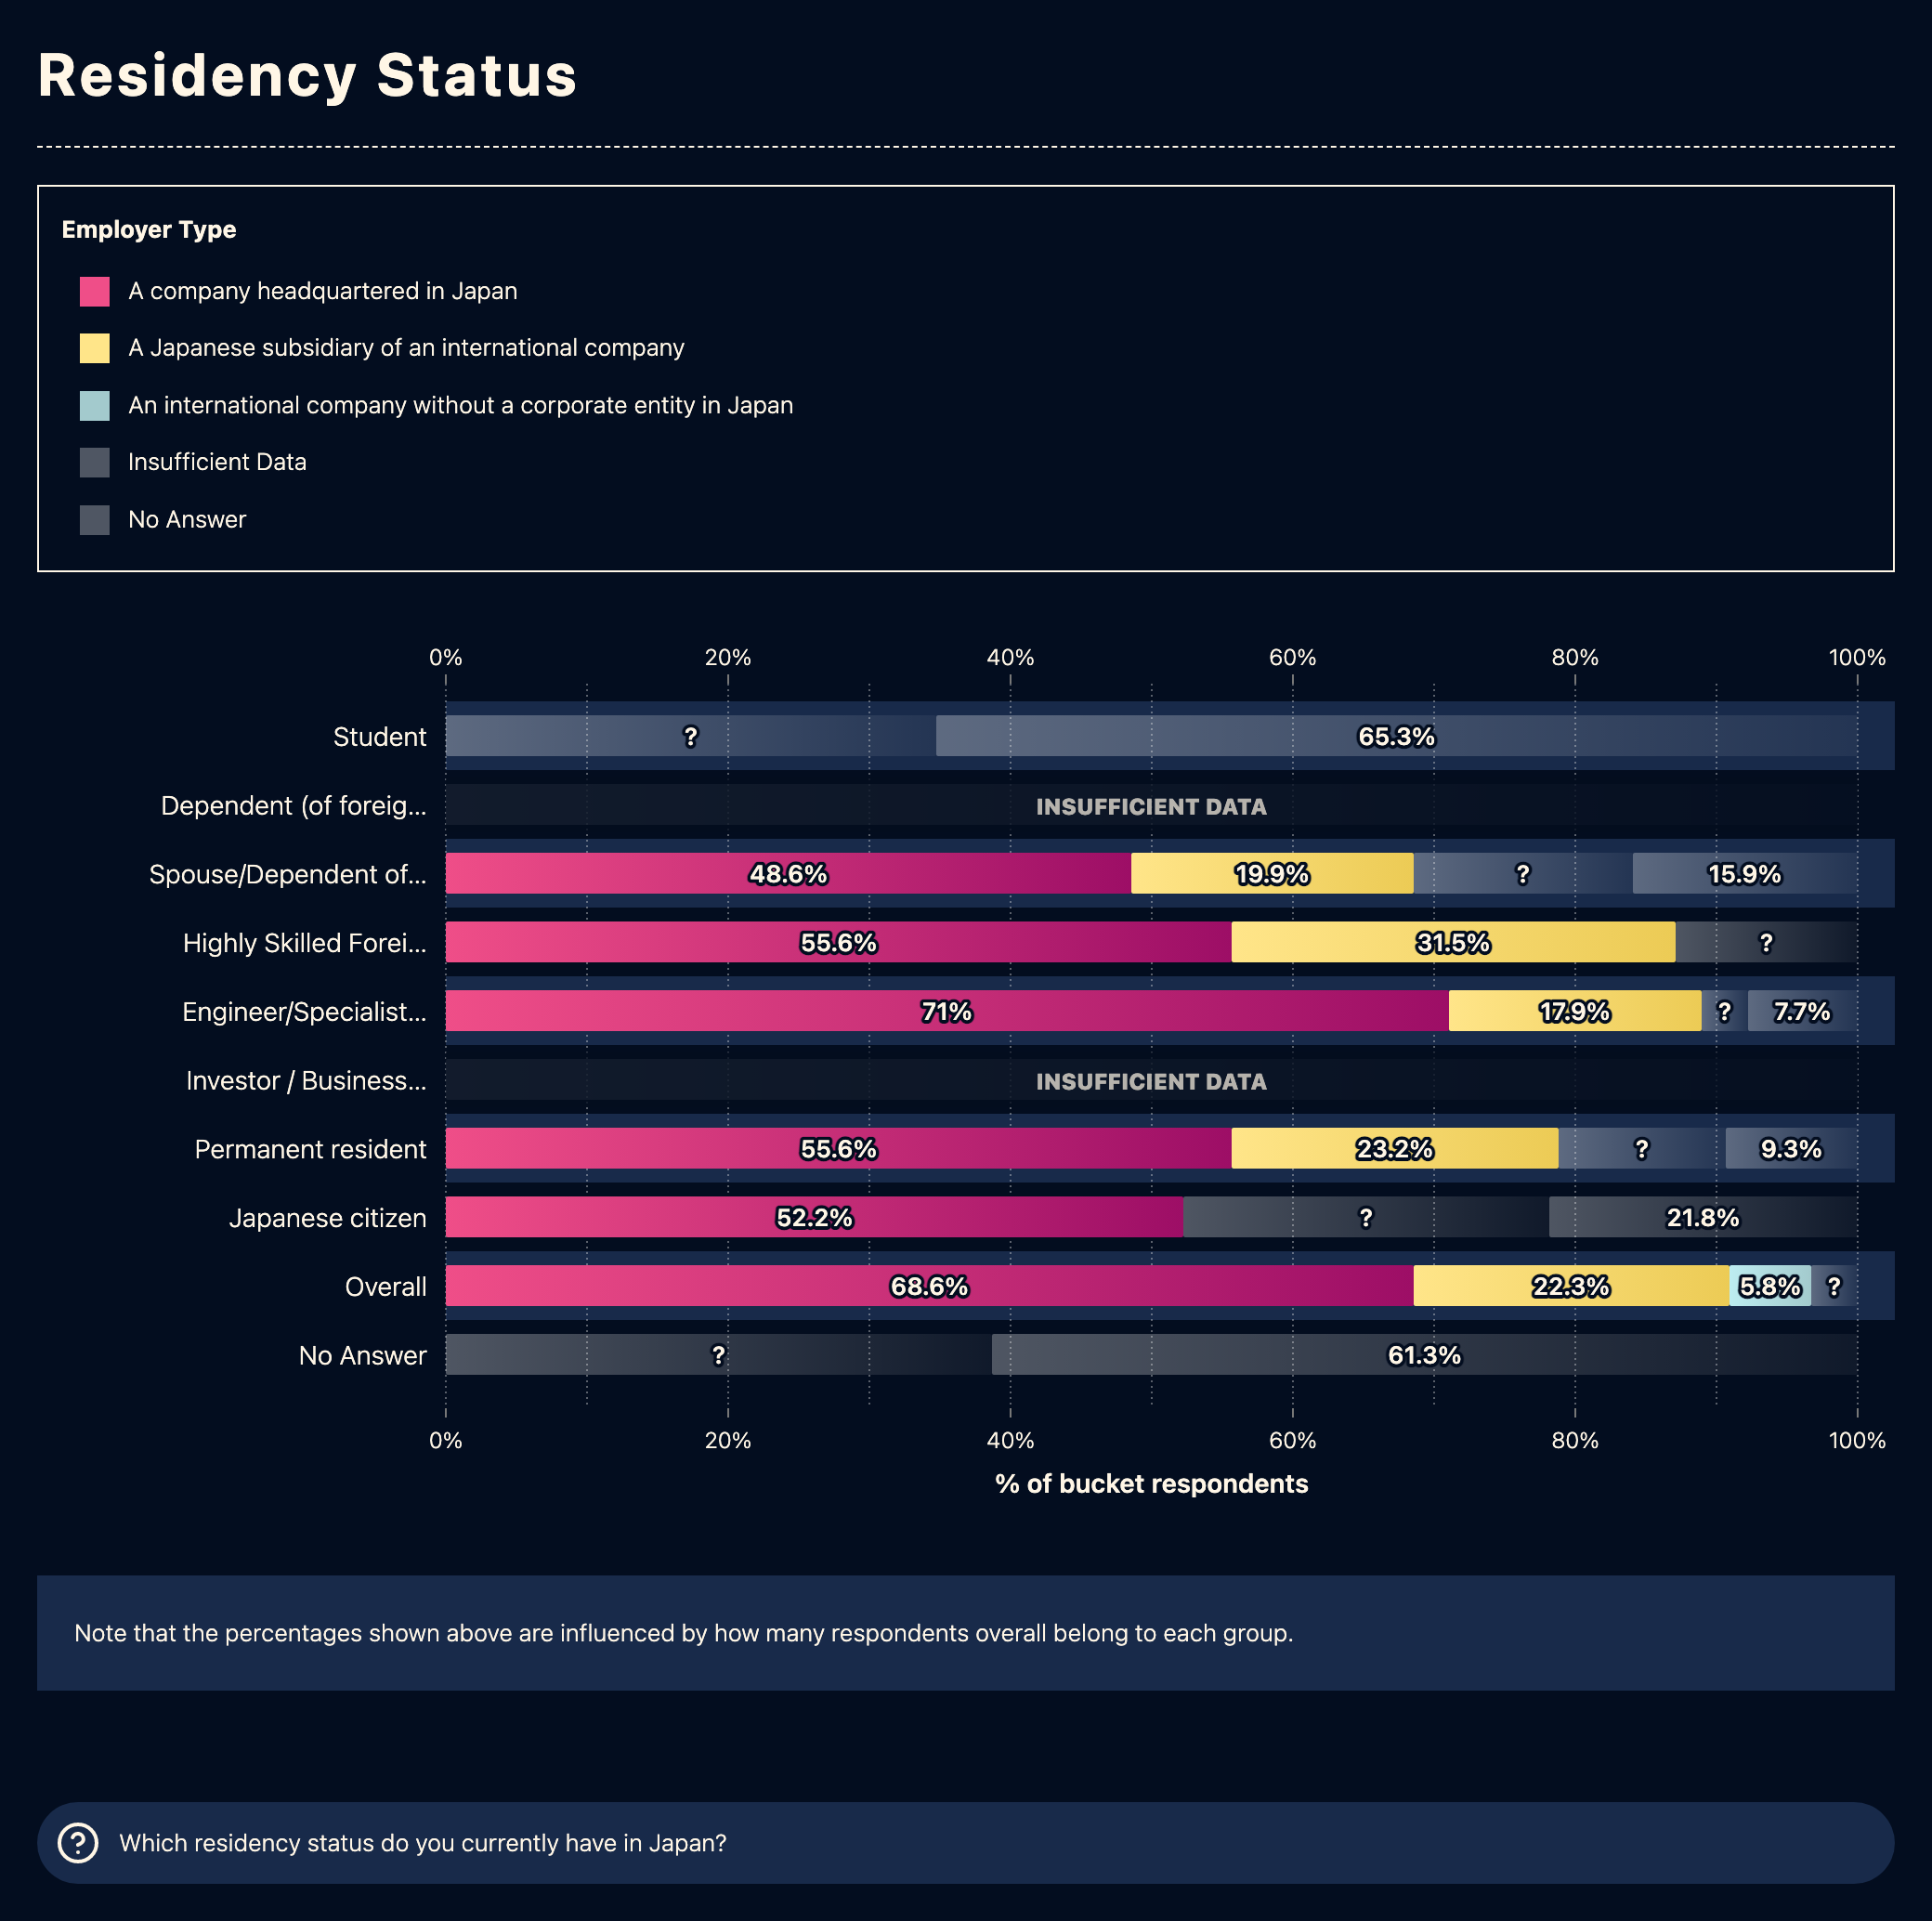 Residency Status
Employer Type
A company headquartered in Japan
A Japanese subsidiary of an international company
An international company without a corporate entity in Japan
Insufficient Data
No Answer
0% 20% 40% 60% 80% 100%
Student ? 65.3%
Dependent (of foreig... INSUFFICIENT DATA
Spouse/Dependent of... 48.6% 19.9% ? 15.9%
Highly Skilled Forei... 55.6% 31.5% ?
Engineer/Specialist... 71% 17.9% ? 7.7%
Investor / Business... INSUFFICIENT DATA
Permanent resident 55.6% 23.2% ? 9.3%
Japanese citizen 52.2% ? 21.8%
Overall 68.6% 22.3% 5.8% ?
No Answer ? 61.3%
0% 20% 40% 60% 80% 100%
% of bucket respondents
Note that the percentages shown above are influenced by how many respondents overall belong to each group.
? Which residency status do you currently have in Japan?